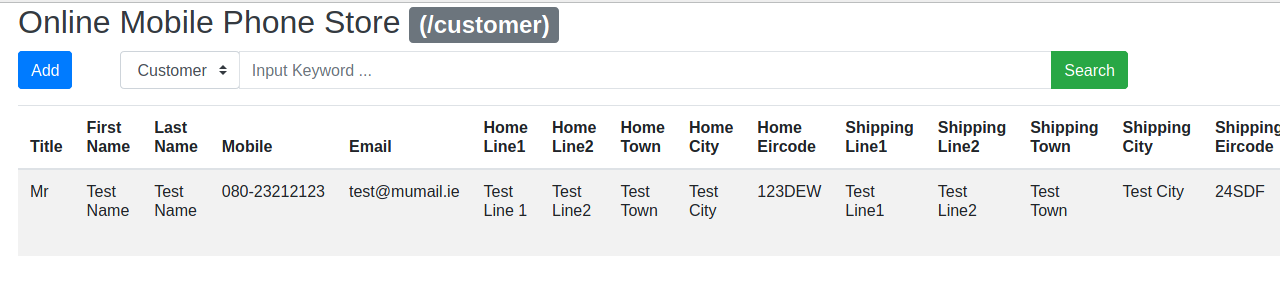 Online Mobile Phone Store (/customer)
Add Customer Input Keyword ... Search
Title First Name Last Name Mobile Email Home Line1 Home Line2 Home Town Home City Home Eircode Shipping Line1 Shipping Line2 Shipping Town Shipping City Shipping Eircode
Mr Test Name Test Name 080-23212123 test@mumail.ie Test Line 1 Test Line2 Test Town Test City 123DEW Test Line1 Test Line2 Test Town Test City 24SDF